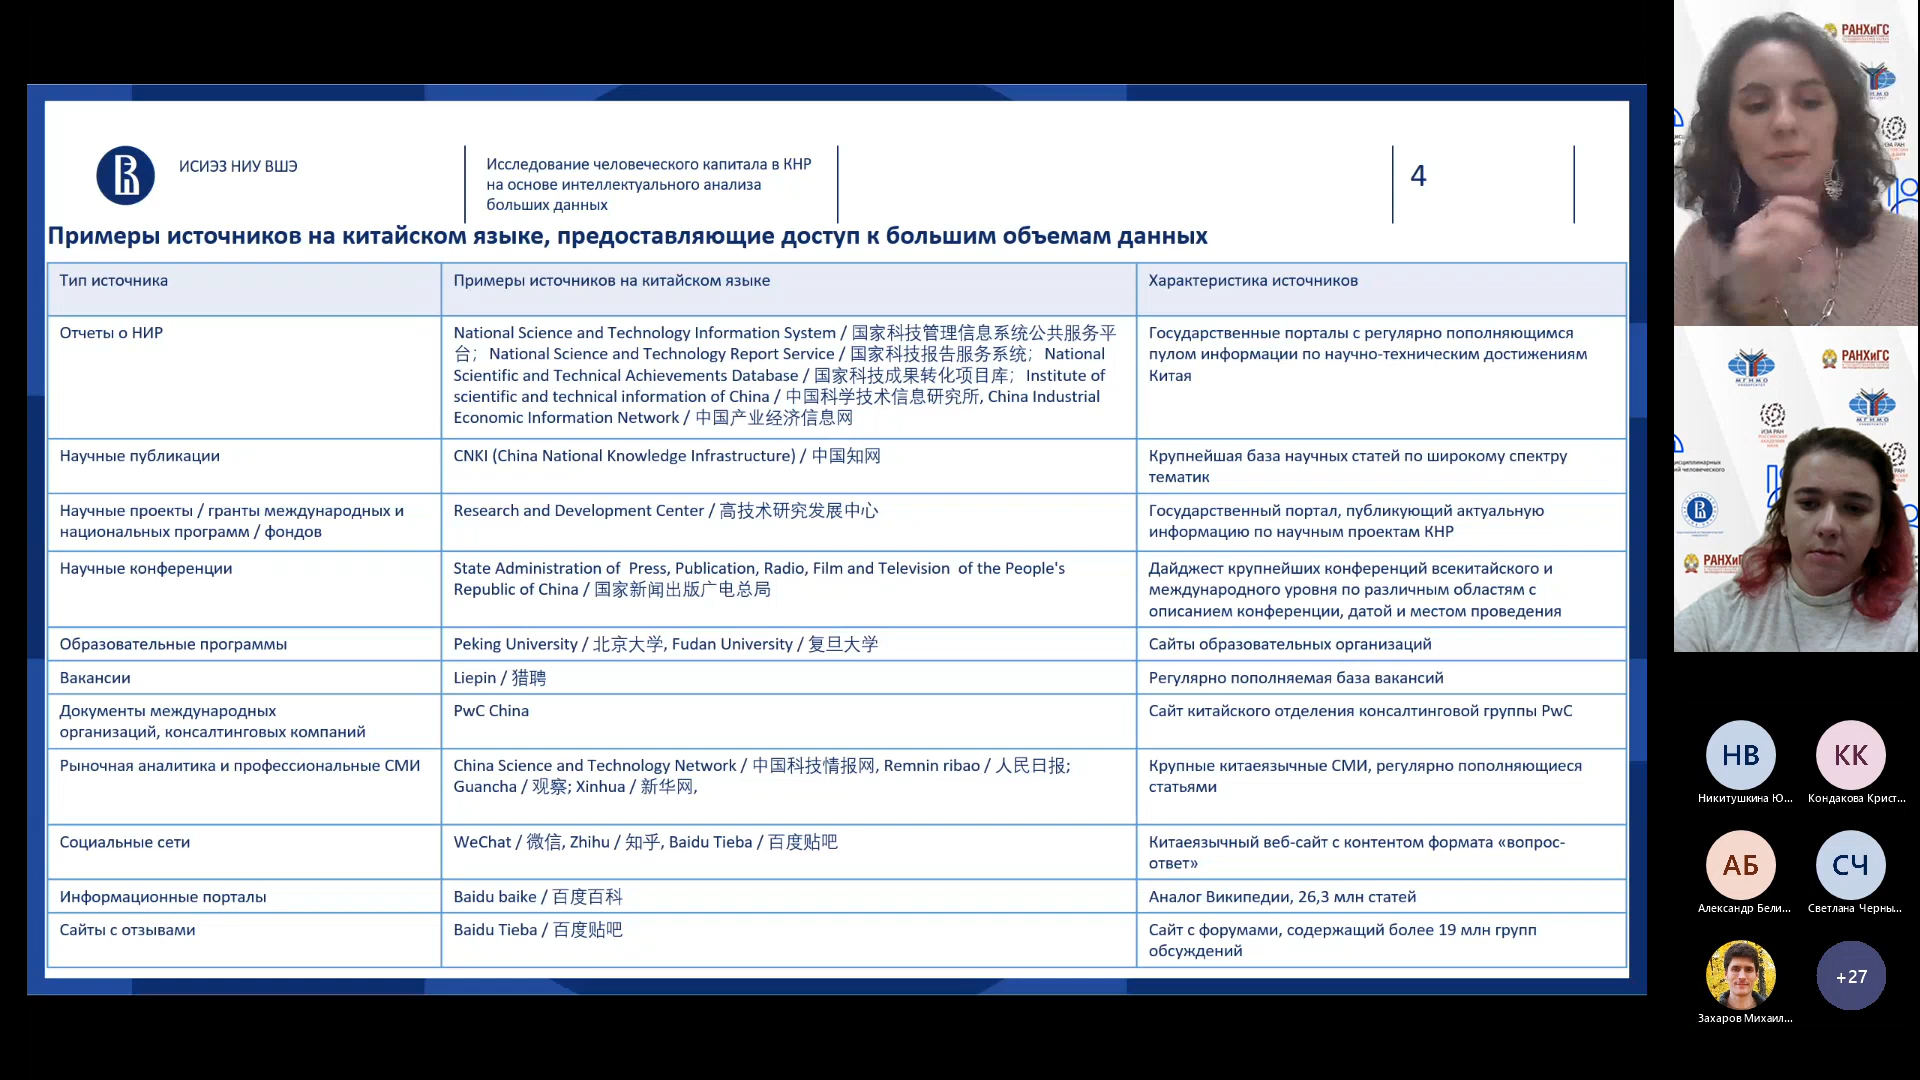 ИСИЭЗ НИУ ВШЭ
Исследование человеческого капитала в КНР
на основе интеллектуального анализа
больших данных
4
Примеры источников на китайском языке, предоставляющие доступ к большим объемам данных
Тип источника
Примеры источников на китайском языке
Характеристика источников
Отчеты о НИР
National Science and Technology Information System / 国家科技管理信息系统公共服务平
台；National Science and Technology Report Service / 国家科技报告服务系统；National
Scientific and Technical Achievements Database / 国家科技成果转化项目库；Institute of
scientific and technical information of China / 中国科学技术信息研究所, China Industrial
Economic Information Network / 中国产业经济信息网
Государственные порталы с регулярно пополняющимся
пулом информации по научно-техническим достижениям
Китая
Научные публикации
CNKI (China National Knowledge Infrastructure) / 中国知网
Крупнейшая база научных статей по широкому спектру
тематик
Научные проекты / гранты международных и
национальных программ / фондов
Research and Development Center / 高技术研究发展中心
Государственный портал, публикующий актуальную
информацию по научным проектам КНР
Научные конференции
State Administration of Press, Publication, Radio, Film and Television of the People's
Republic of China / 国家新闻出版广电总局
Дайджест крупнейших конференций всекитайского и
международного уровня по различным областям с
описанием конференции, датой и местом проведения
Образовательные программы
Peking University / 北京大学, Fudan University / 复旦大学
Сайты образовательных организаций
Вакансии
Liepin / 猎聘
Регулярно пополняемая база вакансий
Документы международных
организаций, консалтинговых компаний
PwC China
Сайт китайского отделения консалтинговой группы PwC
Рыночная аналитика и профессиональные СМИ
China Science and Technology Network / 中国科技情报网, Remnin ribao / 人民日报;
Guancha / 观察; Xinhua / 新华网,
Крупные китаеязычные СМИ, регулярно пополняющиеся
статьями
Социальные сети
WeChat / 微信, Zhihu / 知乎, Baidu Tieba / 百度贴吧
Китаеязычный веб-сайт с контентом формата «вопрос-
ответ»
Информационные порталы
Baidu baike / 百度百科
Аналог Википедии, 26,3 млн статей
Сайты с отзывами
Baidu Tieba / 百度贴吧
Сайт с форумами, содержащий более 19 млн групп
обсуждений
РАНХиГС
РАНХиГС
МГИМО
РАНХиГС
НВ
Никитушкина Ю...
КК
Кондакова Крист...
АБ
Александр Бели...
СЧ
Светлана Черны...
Захаров Михаил...
+27